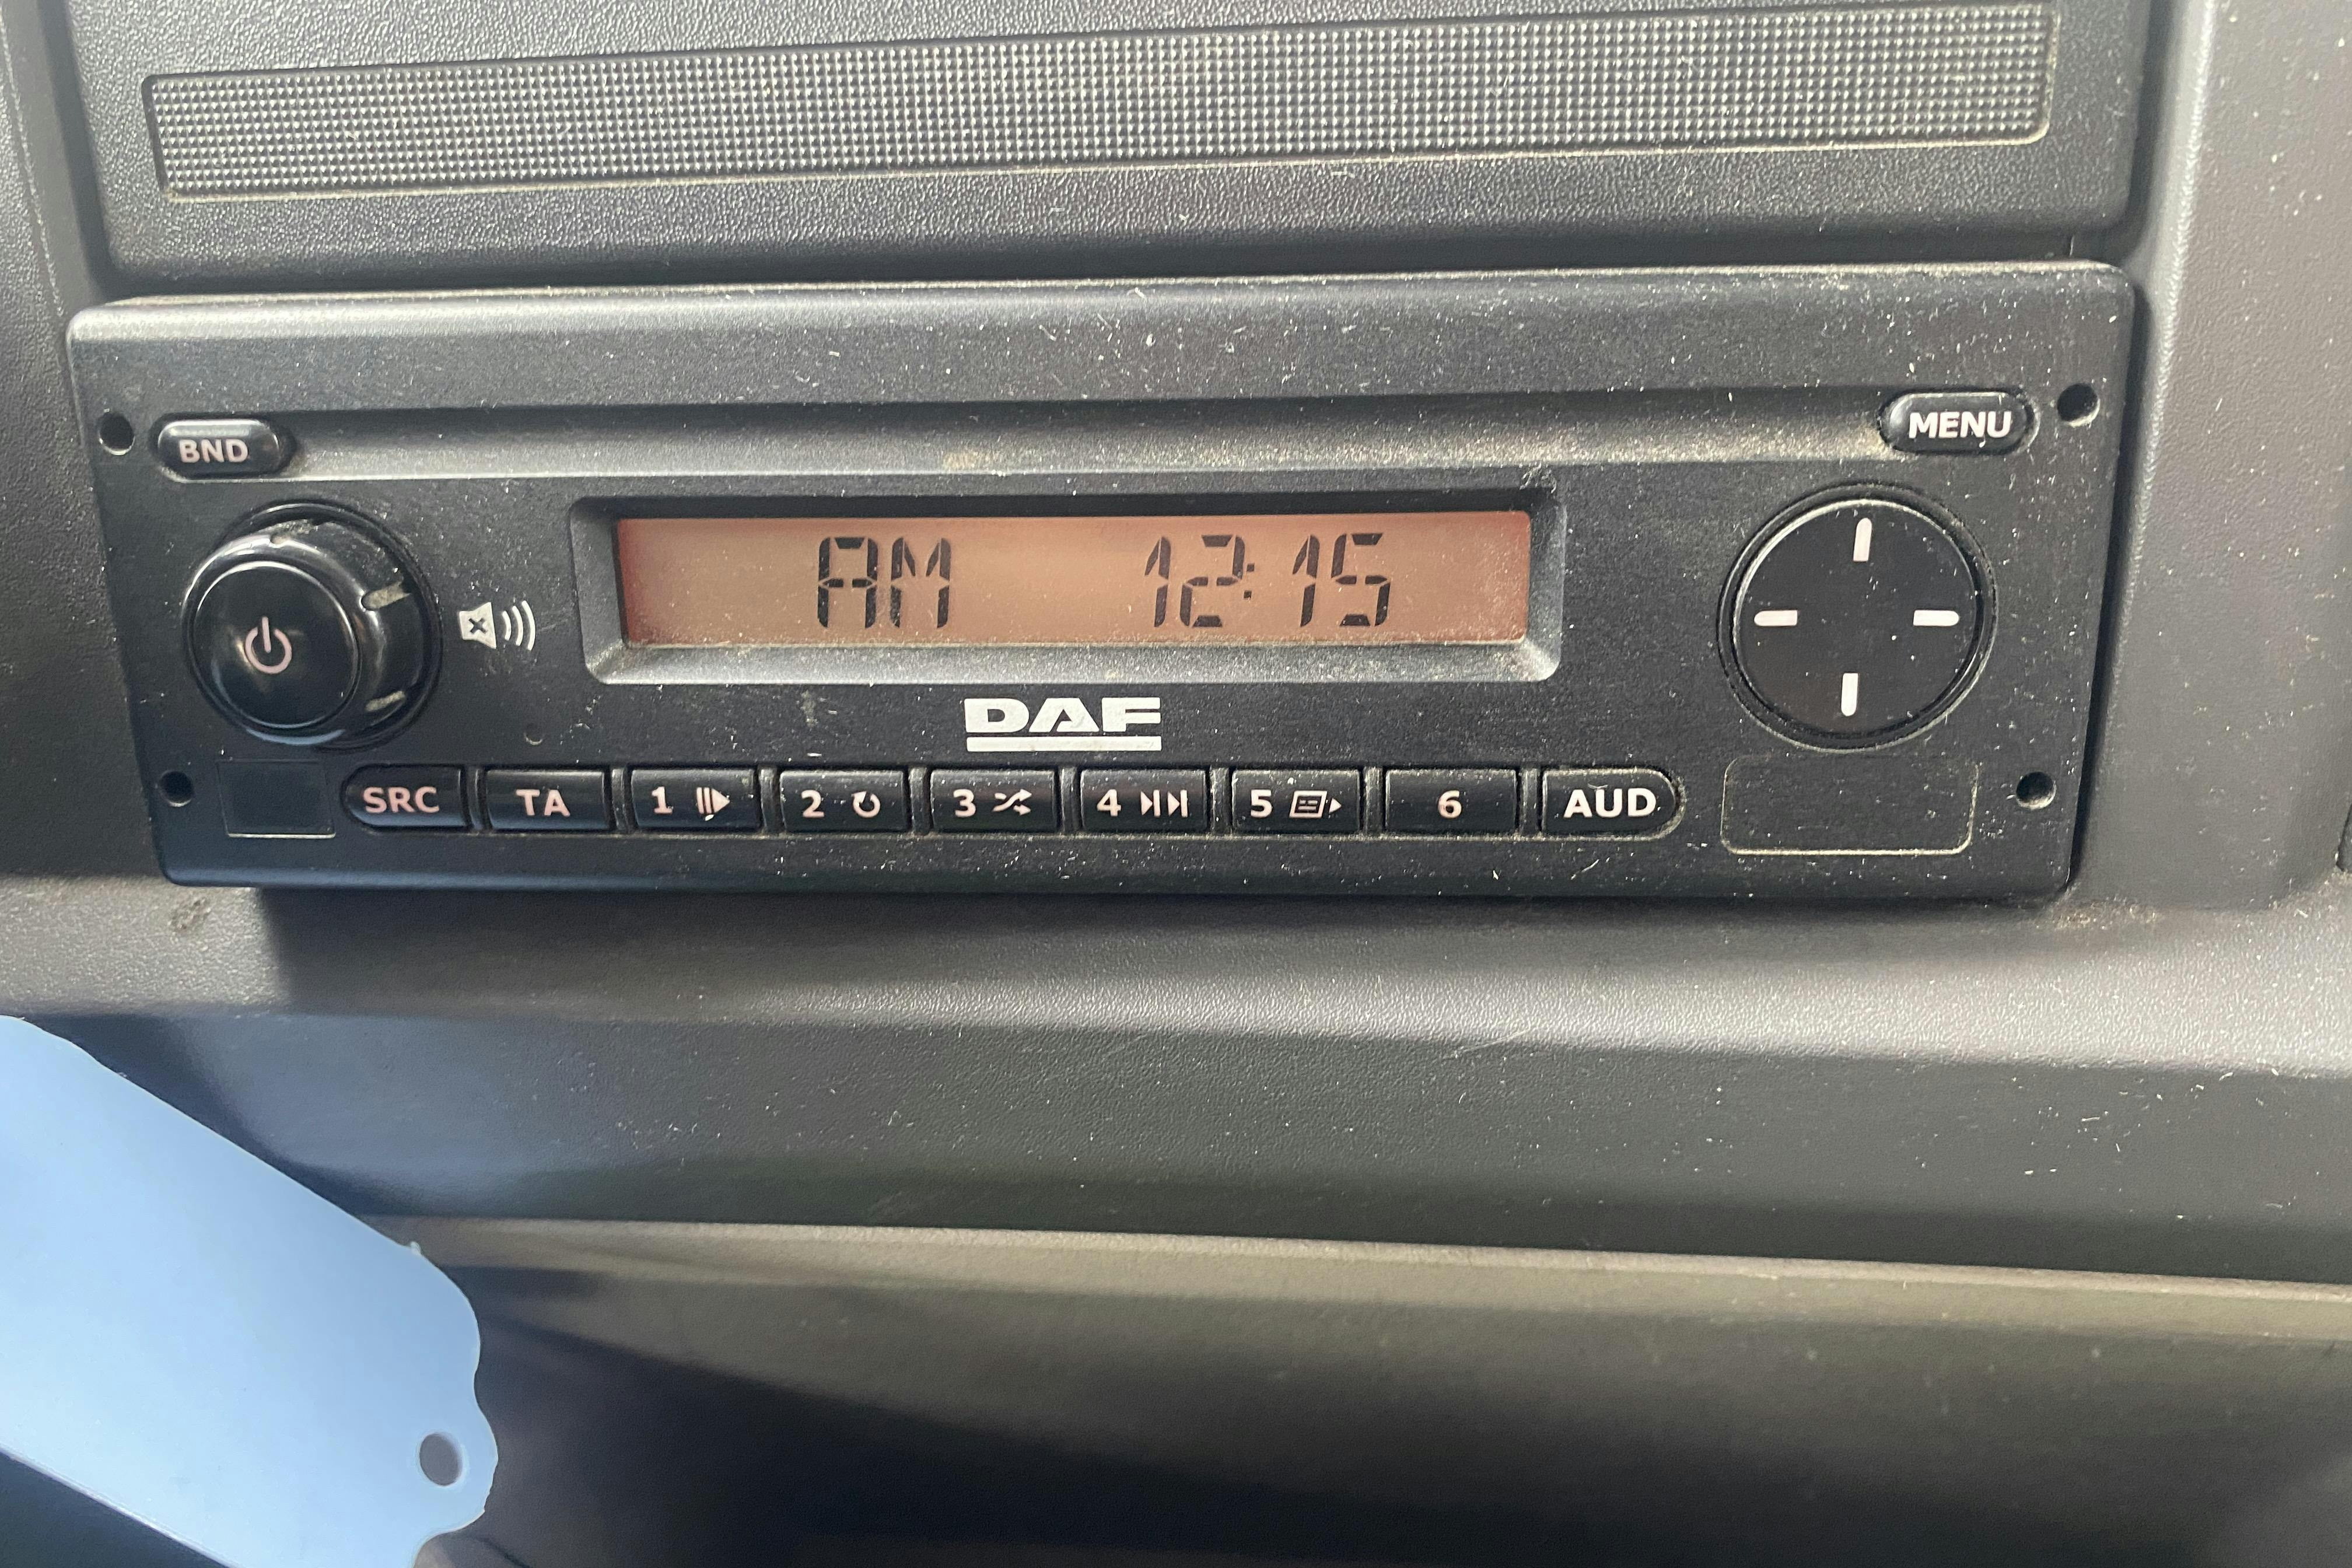 BND
MENU
AM 12:15
DAF
SRC TA 1 2 3 4 5 6 AUD